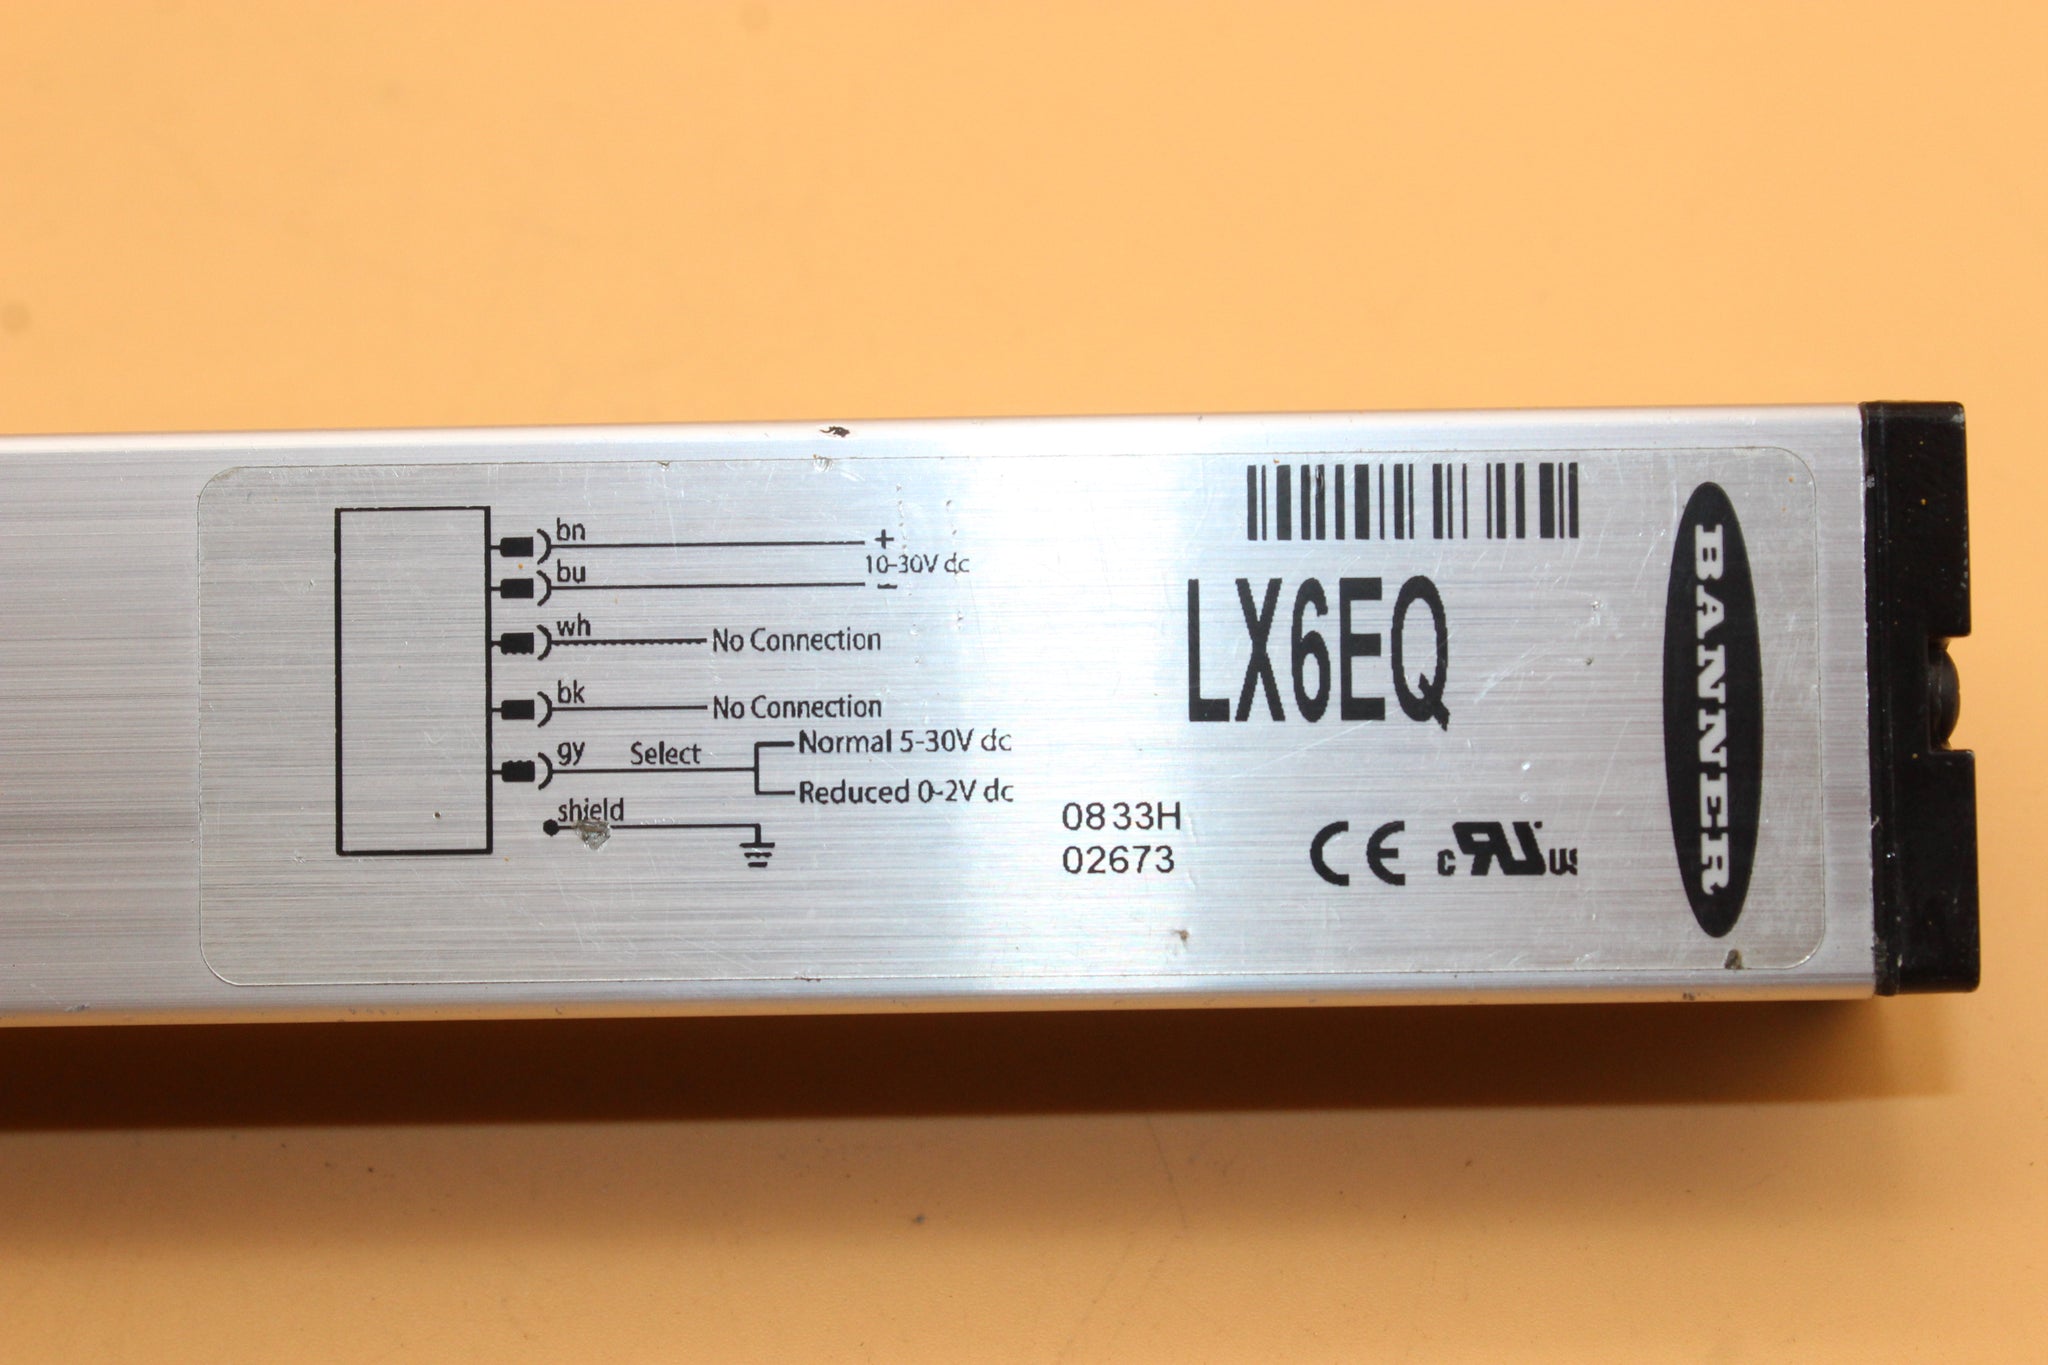 bn
+
10-30V dc
bu
−
wh
No Connection
bk
No Connection
gy
Select
Normal 5-30V dc
Reduced 0-2V dc
shield
LX6EQ
0833H
02673
CE
c RU us
BANNER